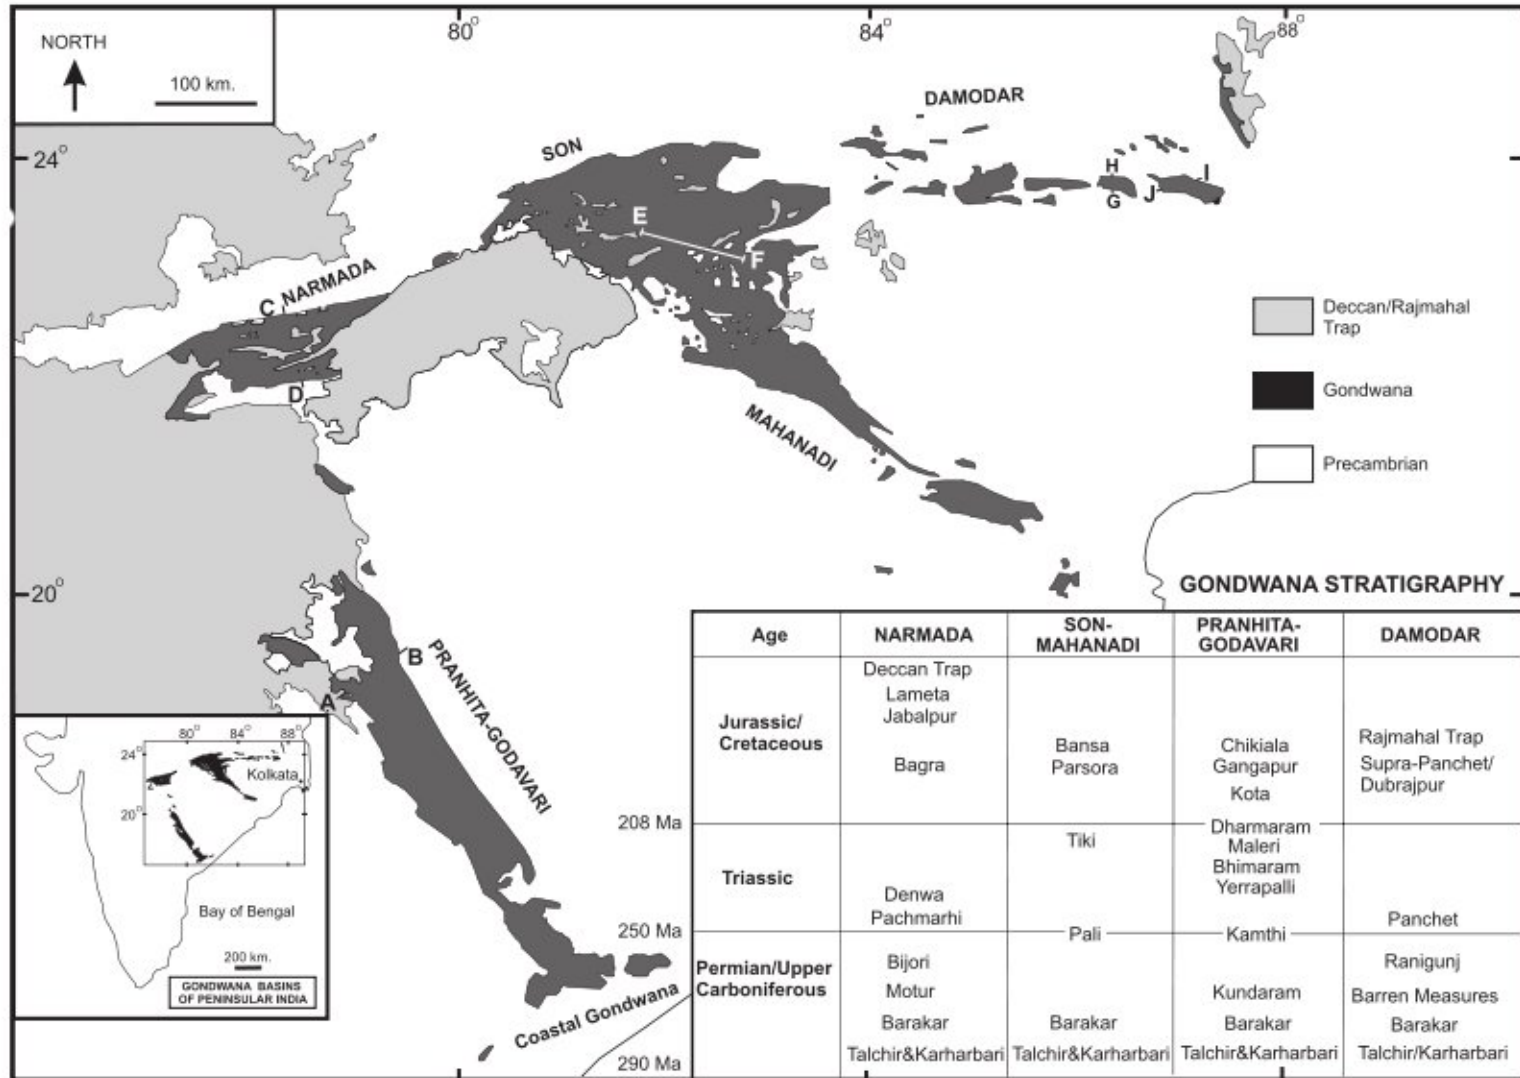 NORTH
100 km.
80°
84°
88°
24°
20°
DAMODAR
SON
H
I
G
J
E
F
C
NARMADA
D
MAHANADI
Deccan/Rajmahal
Trap
Gondwana
Precambrian
B
A
PRANHITA-GODAVARI
Coastal Gondwana
80°
84°
88°
24°
20°
Kolkata
Bay of Bengal
200 km.
GONDWANA BASINS
OF PENINSULAR INDIA
GONDWANA STRATIGRAPHY
Age
NARMADA
SON-
MAHANADI
PRANHITA-
GODAVARI
DAMODAR
Jurassic/
Cretaceous
Deccan Trap
Lameta
Jabalpur
Bagra
Bansa
Parsora
Chikiala
Gangapur
Kota
Rajmahal Trap
Supra-Panchet/
Dubrajpur
208 Ma
Triassic
Denwa
Pachmarhi
Tiki
Dharmaram
Maleri
Bhimaram
Yerrapalli
Panchet
250 Ma
Pali
Kamthi
Permian/Upper
Carboniferous
Bijori
Motur
Barakar
Talchir&Karharbari
Barakar
Talchir&Karharbari
Kundaram
Barakar
Talchir&Karharbari
Ranigunj
Barren Measures
Barakar
Talchir/Karharbari
290 Ma